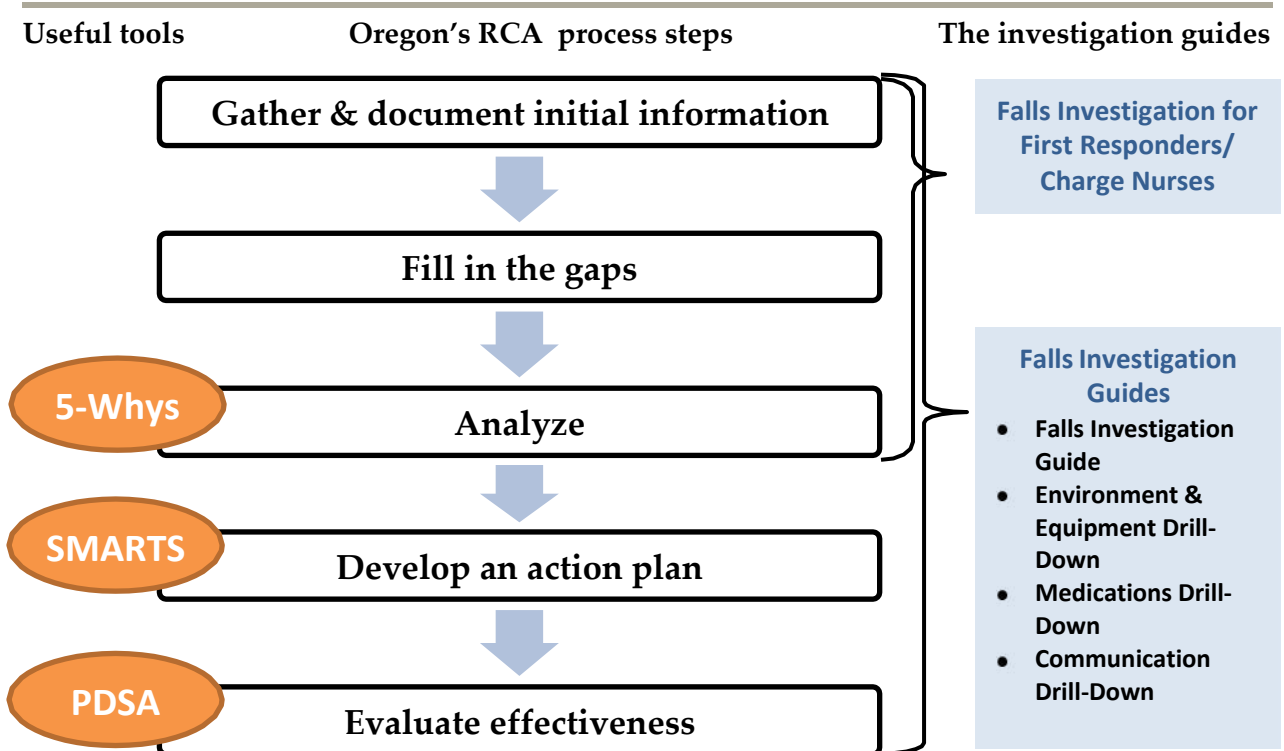 Useful tools
Oregon's RCA process steps
The investigation guides
Gather & document initial information
Fill in the gaps
5-Whys
Analyze
SMARTS
Develop an action plan
PDSA
Evaluate effectiveness
Falls Investigation for
First Responders/
Charge Nurses
Falls Investigation
Guides
• Falls Investigation
Guide
• Environment &
Equipment Drill-
Down
• Medications Drill-
Down
• Communication
Drill-Down